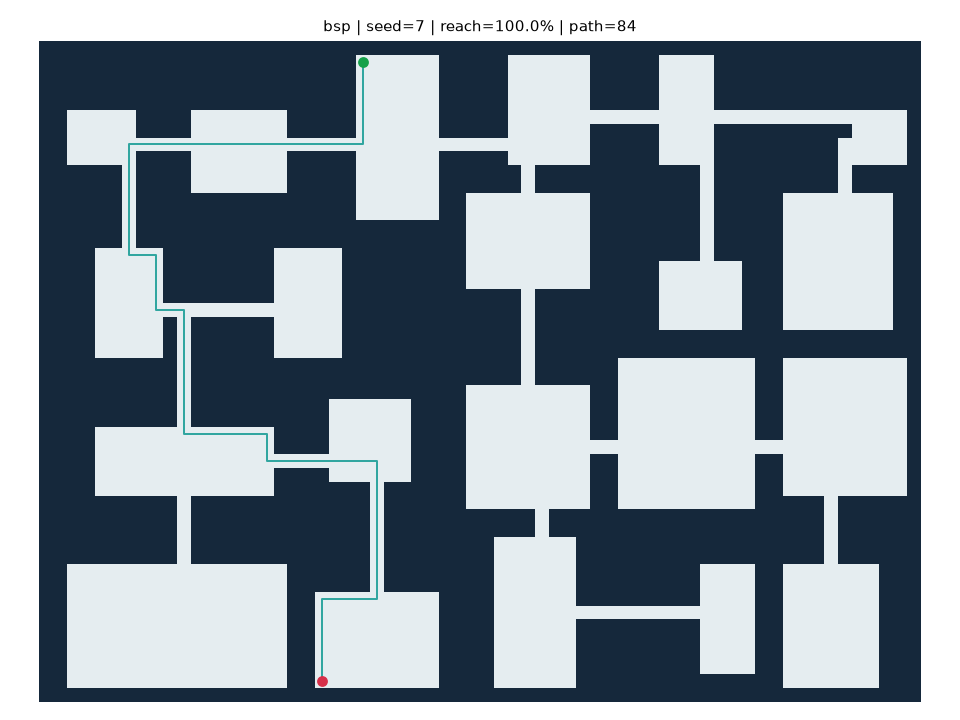 bsp | seed=7 | reach=100.0% | path=84